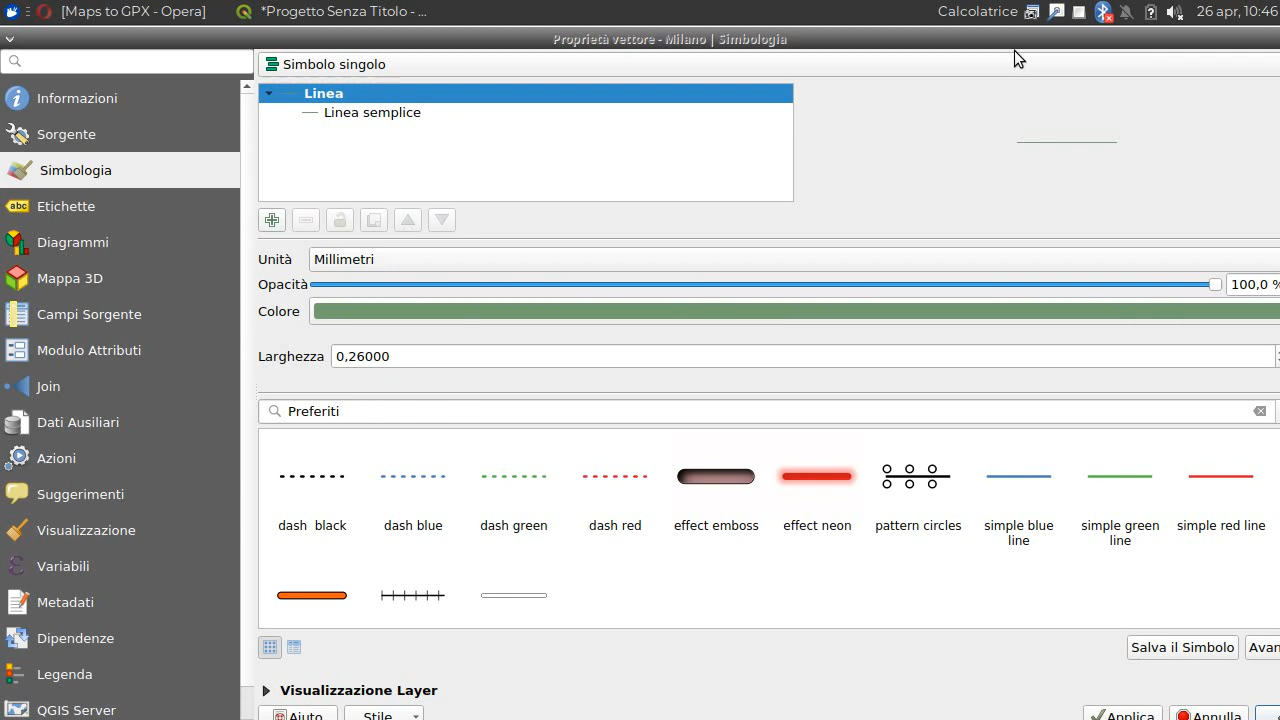 [Maps to GPX - Opera]
*Progetto Senza Titolo - ...
Calcolatrice
26 apr, 10:46
Proprietà vettore - Milano | Simbologia
Informazioni
Sorgente
Simbologia
Etichette
Diagrammi
Mappa 3D
Campi Sorgente
Modulo Attributi
Join
Dati Ausiliari
Azioni
Suggerimenti
Visualizzazione
Variabili
Metadati
Dipendenze
Legenda
QGIS Server
Simbolo singolo
Linea
Linea semplice
Unità
Millimetri
Opacità
100,0 %
Colore
Larghezza
0,26000
Preferiti
dash black
dash blue
dash green
dash red
effect emboss
effect neon
pattern circles
simple blue
line
simple green
line
simple red line
Salva il Simbolo
Avan
Visualizzazione Layer
Aiuto
Stile
Applica
Annulla